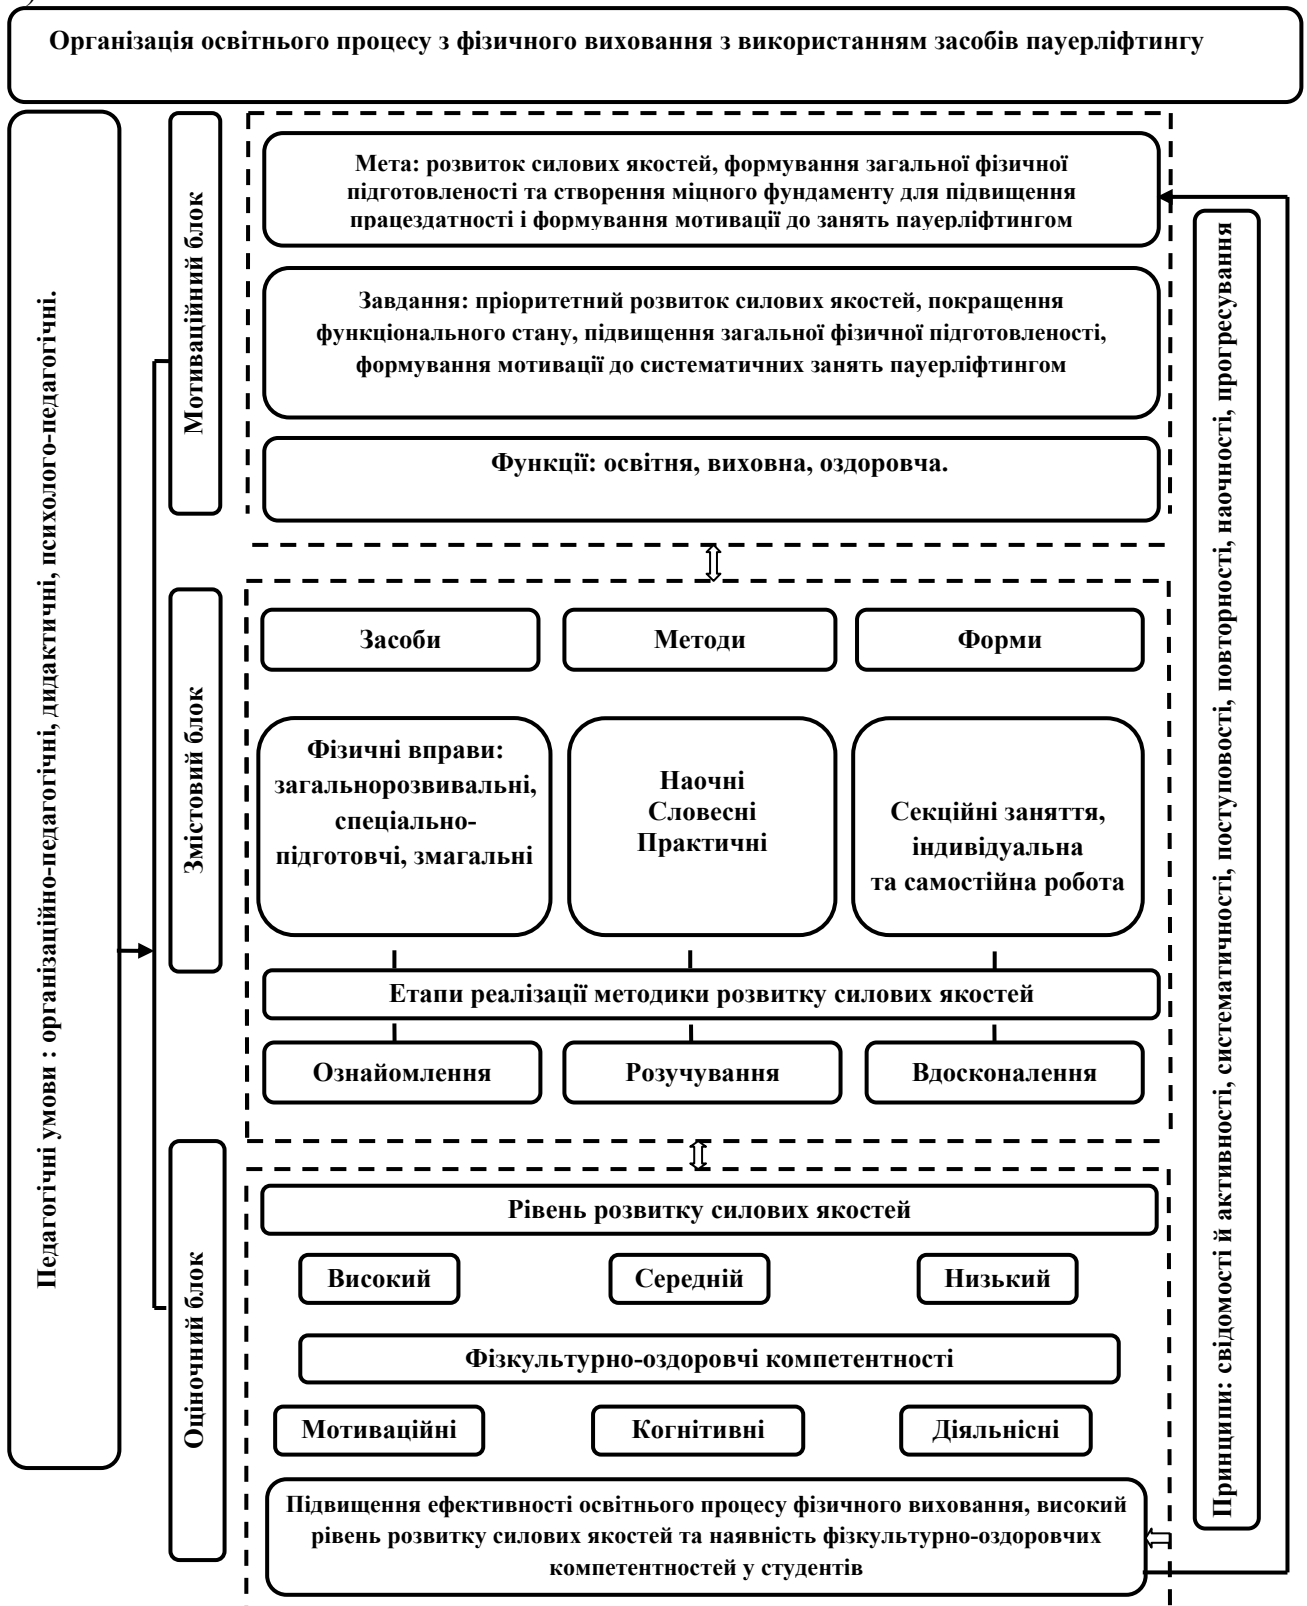 )
Організація освітнього процесу з фізичного виховання з використанням засобів пауерліфтингу
Педагогічні умови : організаційно-педагогічні, дидактичні, психолого-педагогічні.
Мотиваційний блок
Мета: розвиток силових якостей, формування загальної фізичної
підготовленості та створення міцного фундаменту для підвищення
працездатності і формування мотивації до занять пауерліфтингом
Завдання: пріоритетний розвиток силових якостей, покращення
функціонального стану, підвищення загальної фізичної підготовленості,
формування мотивації до систематичних занять пауерліфтингом
Функції: освітня, виховна, оздоровча.
Принципи: свідомості й активності, систематичності, поступовості, повторності, наочності, прогресування
Змістовий блок
Засоби
Методи
Форми
Фізичні вправи:
загальнорозвивальні,
спеціально-
підготовчі, змагальні
Наочні
Словесні
Практичні
Секційні заняття,
індивідуальна
та самостійна робота
Етапи реалізації методики розвитку силових якостей
Ознайомлення
Розучування
Вдосконалення
Оціночний блок
Рівень розвитку силових якостей
Високий
Середній
Низький
Фізкультурно-оздоровчі компетентності
Мотиваційні
Когнітивні
Діяльнісні
Підвищення ефективності освітнього процесу фізичного виховання, високий
рівень розвитку силових якостей та наявність фізкультурно-оздоровчих
компетентностей у студентів